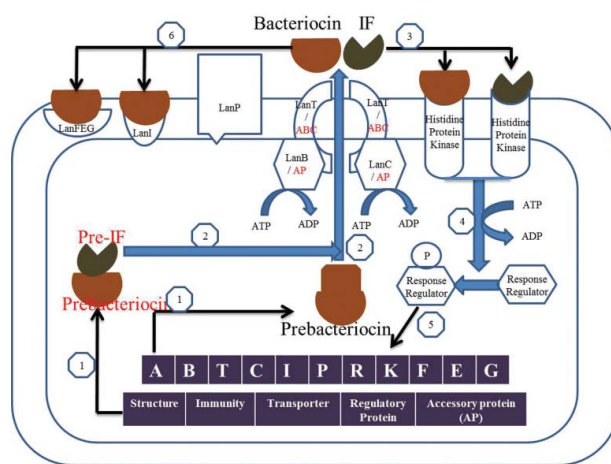 Bacteriocin IF
6
3
LanP
LanT
/ ABC
LanT
/ ABC
LanFEG
LanI
Histidine
Protein
Kinase
Histidine
Protein
Kinase
LanB
/ AP
LanC
/ AP
ATP
ADP
ATP
ADP
4
ATP
ADP
Pre-IF
2
2
P
Response
Regulator
Response
Regulator
Prebacteriocin
1
Prebacteriocin
5
1
A B T C I P R K F E G
Structure Immunity Transporter Regulatory Protein Accessory protein (AP)